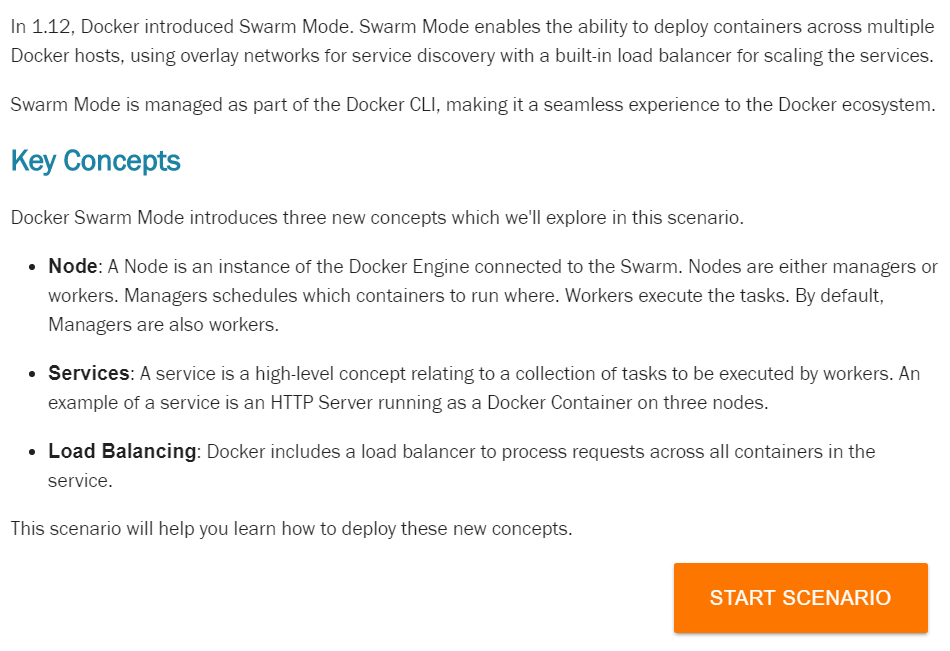 In 1.12, Docker introduced Swarm Mode. Swarm Mode enables the ability to deploy containers across multiple
Docker hosts, using overlay networks for service discovery with a built-in load balancer for scaling the services.
Swarm Mode is managed as part of the Docker CLI, making it a seamless experience to the Docker ecosystem.
Key Concepts
Docker Swarm Mode introduces three new concepts which we'll explore in this scenario.
• Node: A Node is an instance of the Docker Engine connected to the Swarm. Nodes are either managers or
workers. Managers schedules which containers to run where. Workers execute the tasks. By default,
Managers are also workers.
• Services: A service is a high-level concept relating to a collection of tasks to be executed by workers. An
example of a service is an HTTP Server running as a Docker Container on three nodes.
• Load Balancing: Docker includes a load balancer to process requests across all containers in the
service.
This scenario will help you learn how to deploy these new concepts.
START SCENARIO